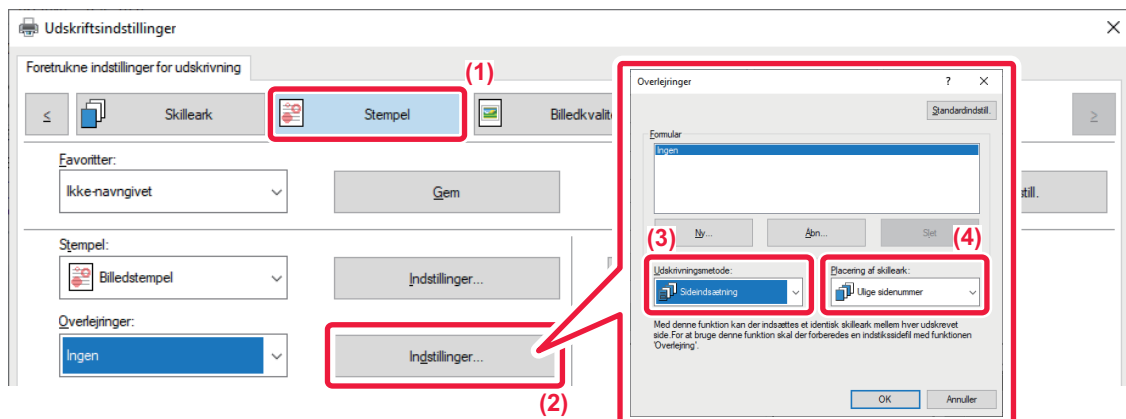 Udskriftsindstillinger
Foretrukne indstillinger for udskrivning
(1)
<
Skilleark
Stempel
Billedkvalit
>
Favoritter:
Ikke-navngivet
Gem
till.
Stempel:
Billedstempel
Indstillinger...
Overlejringer:
Ingen
Indstillinger...
(2)
Overlejringer
?
Standardindstill.
Formular
Ingen
Ny...
Åbn...
Slet
(3)
(4)
Udskrivningsmetode:
Placering af skilleark:
Sideindsætning
Ulige sidenummer
Med denne funktion kan der indsættes et identisk skilleark mellem hver udskrevet
side.For at bruge denne funktion skal der forberedes en indstikssidefil med funktionen
'Overlejring'.
OK
Annuller